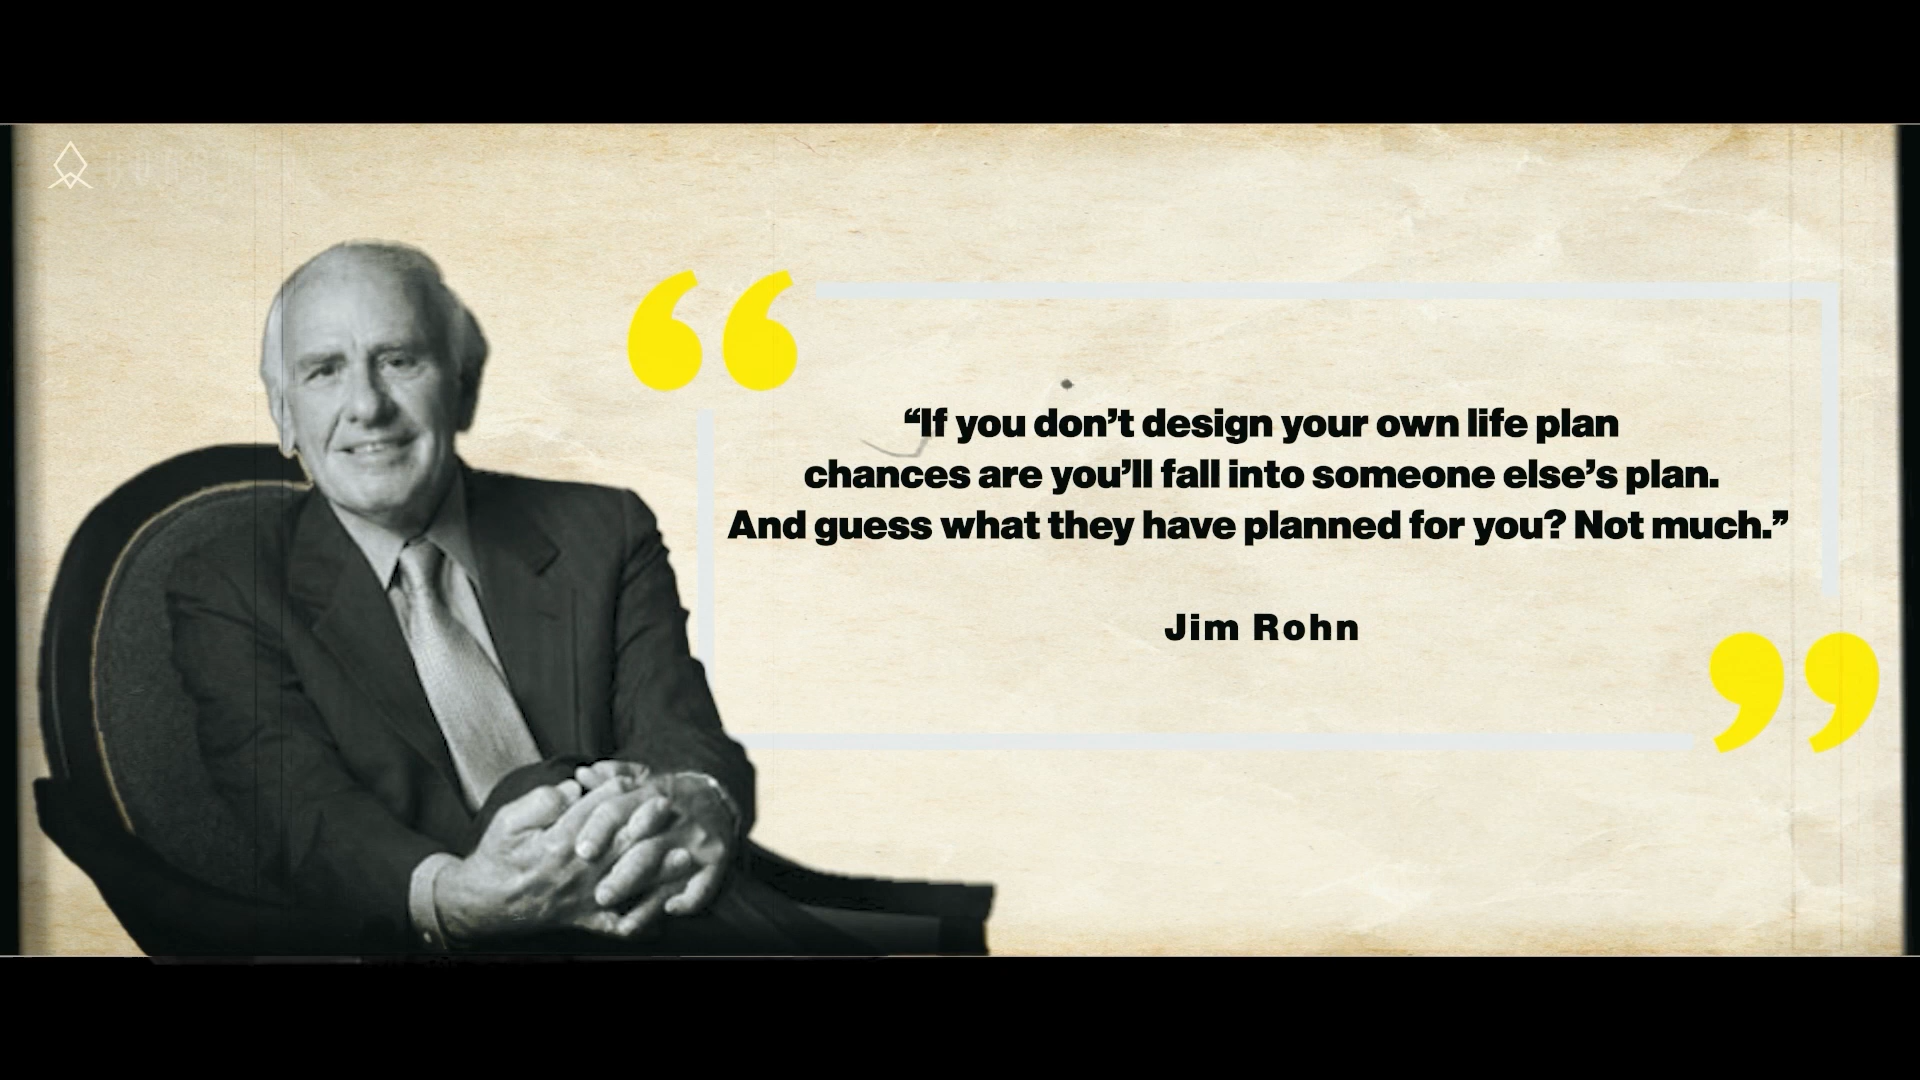 “If you don’t design your own life plan
chances are you’ll fall into someone else’s plan.
And guess what they have planned for you? Not much.”
Jim Rohn